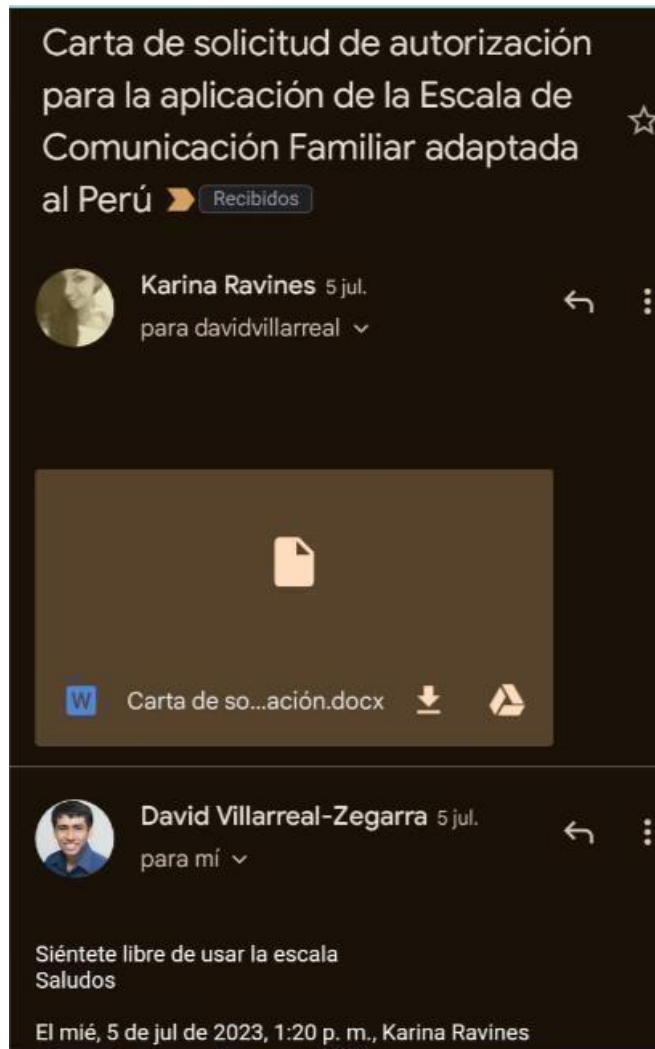 Carta de solicitud de autorización
para la aplicación de la Escala de
Comunicación Familiar adaptada
al Perú Recibidos
Karina Ravines 5 jul.
para davidvillarreal
W Carta de so...ación.docx
David Villarreal-Zegarra 5 jul.
para mí
Siéntete libre de usar la escala
Saludos
El mié, 5 de jul de 2023, 1:20 p. m., Karina Ravines